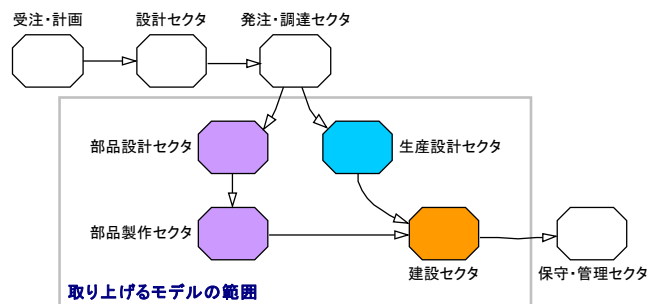 受注・計画
設計セクタ
発注・調達セクタ
部品設計セクタ
生産設計セクタ
部品製作セクタ
建設セクタ
保守・管理セクタ
取り上げるモデルの範囲